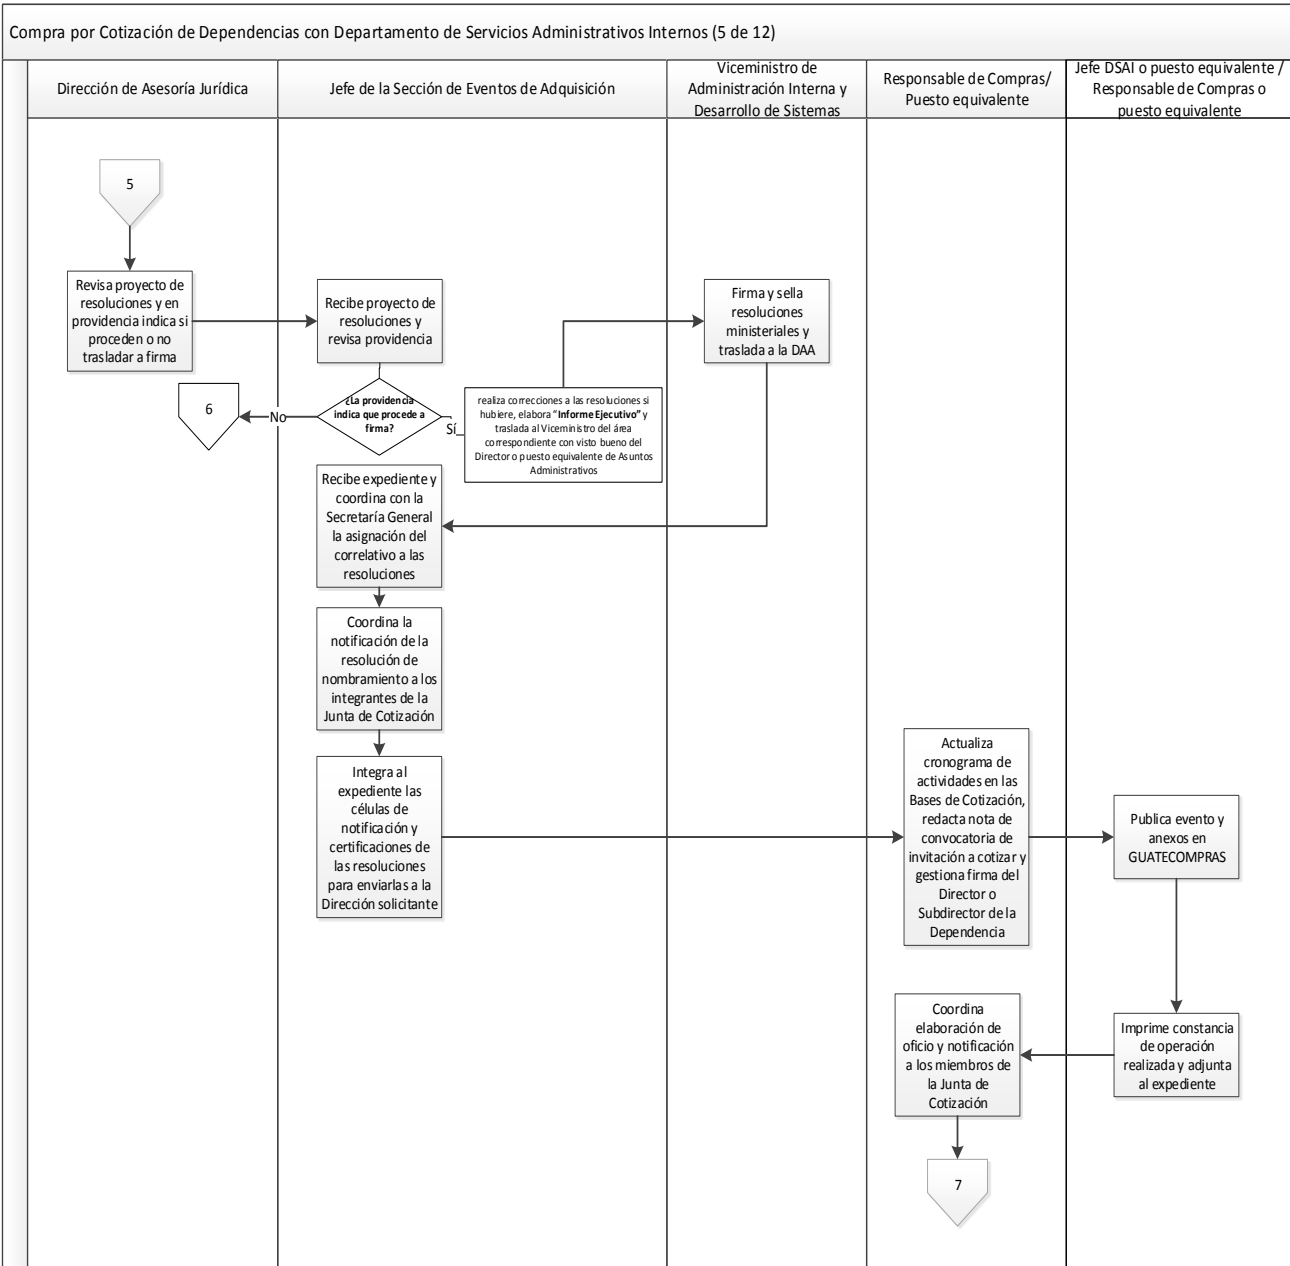 Compra por Cotización de Dependencias con Departamento de Servicios Administrativos Internos (5 de 12)
Dirección de Asesoría Jurídica
Jefe de la Sección de Eventos de Adquisición
Viceministro de
Administración Interna y
Desarrollo de Sistemas
Responsable de Compras/
Puesto equivalente
Jefe DSAI o puesto equivalente /
Responsable de Compras o
puesto equivalente
5
Revisa proyecto de
resoluciones y en
providencia indica si
proceden o no
trasladar a firma
Recibe proyecto de
resoluciones y
revisa providencia
Firma y sella
resoluciones
ministeriales y
traslada a la DAA
6
No
¿La providencia
indica que procede a
firma?
Sí
realiza correcciones a las resoluciones si
hubiere, elabora "Informe Ejecutivo" y
traslada al Viceministro del área
correspondiente con visto bueno del
Director o puesto equivalente de Asuntos
Administrativos
Recibe expediente y
coordina con la
Secretaría General
la asignación del
correlativo a las
resoluciones
Coordina la
notificación de la
resolución de
nombramiento a los
integrantes de la
Junta de Cotización
Integra al
expediente las
células de
notificación y
certificaciones de
las resoluciones
para enviarlas a la
Dirección solicitante
Actualiza
cronograma de
actividades en las
Bases de Cotización,
redacta nota de
convocatoria de
invitación a cotizar y
gestiona firma del
Director o
Subdirector de la
Dependencia
Publica evento y
anexos en
GUATECOMPRAS
Imprime constancia
de operación
realizada y adjunta
al expediente
Coordina
elaboración de
oficio y notificación
a los miembros de
la Junta de
Cotización
7